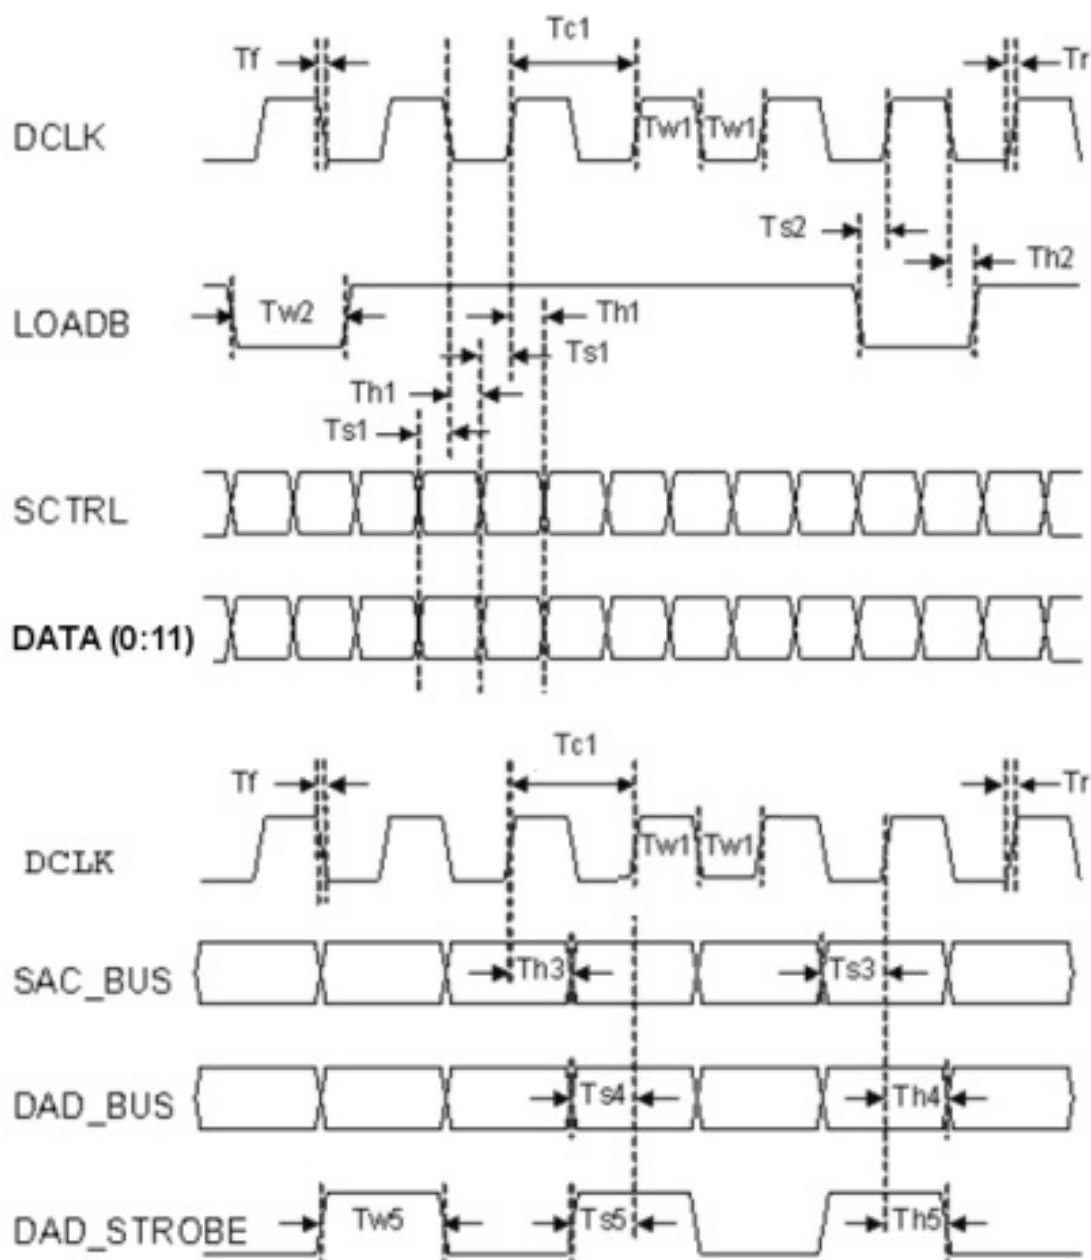 Tc1
Tf
Tr
DCLK
Tw1 Tw1
Ts2
Th2
LOADB
Tw2
Th1
Ts1
Th1
Ts1
SCTRL
DATA (0:11)
Tc1
Tf
Tr
DCLK
Tw1 Tw1
SAC_BUS
Th3
Ts3
DAD_BUS
Ts4
Th4
DAD_STROBE
Tw5
Ts5
Th5